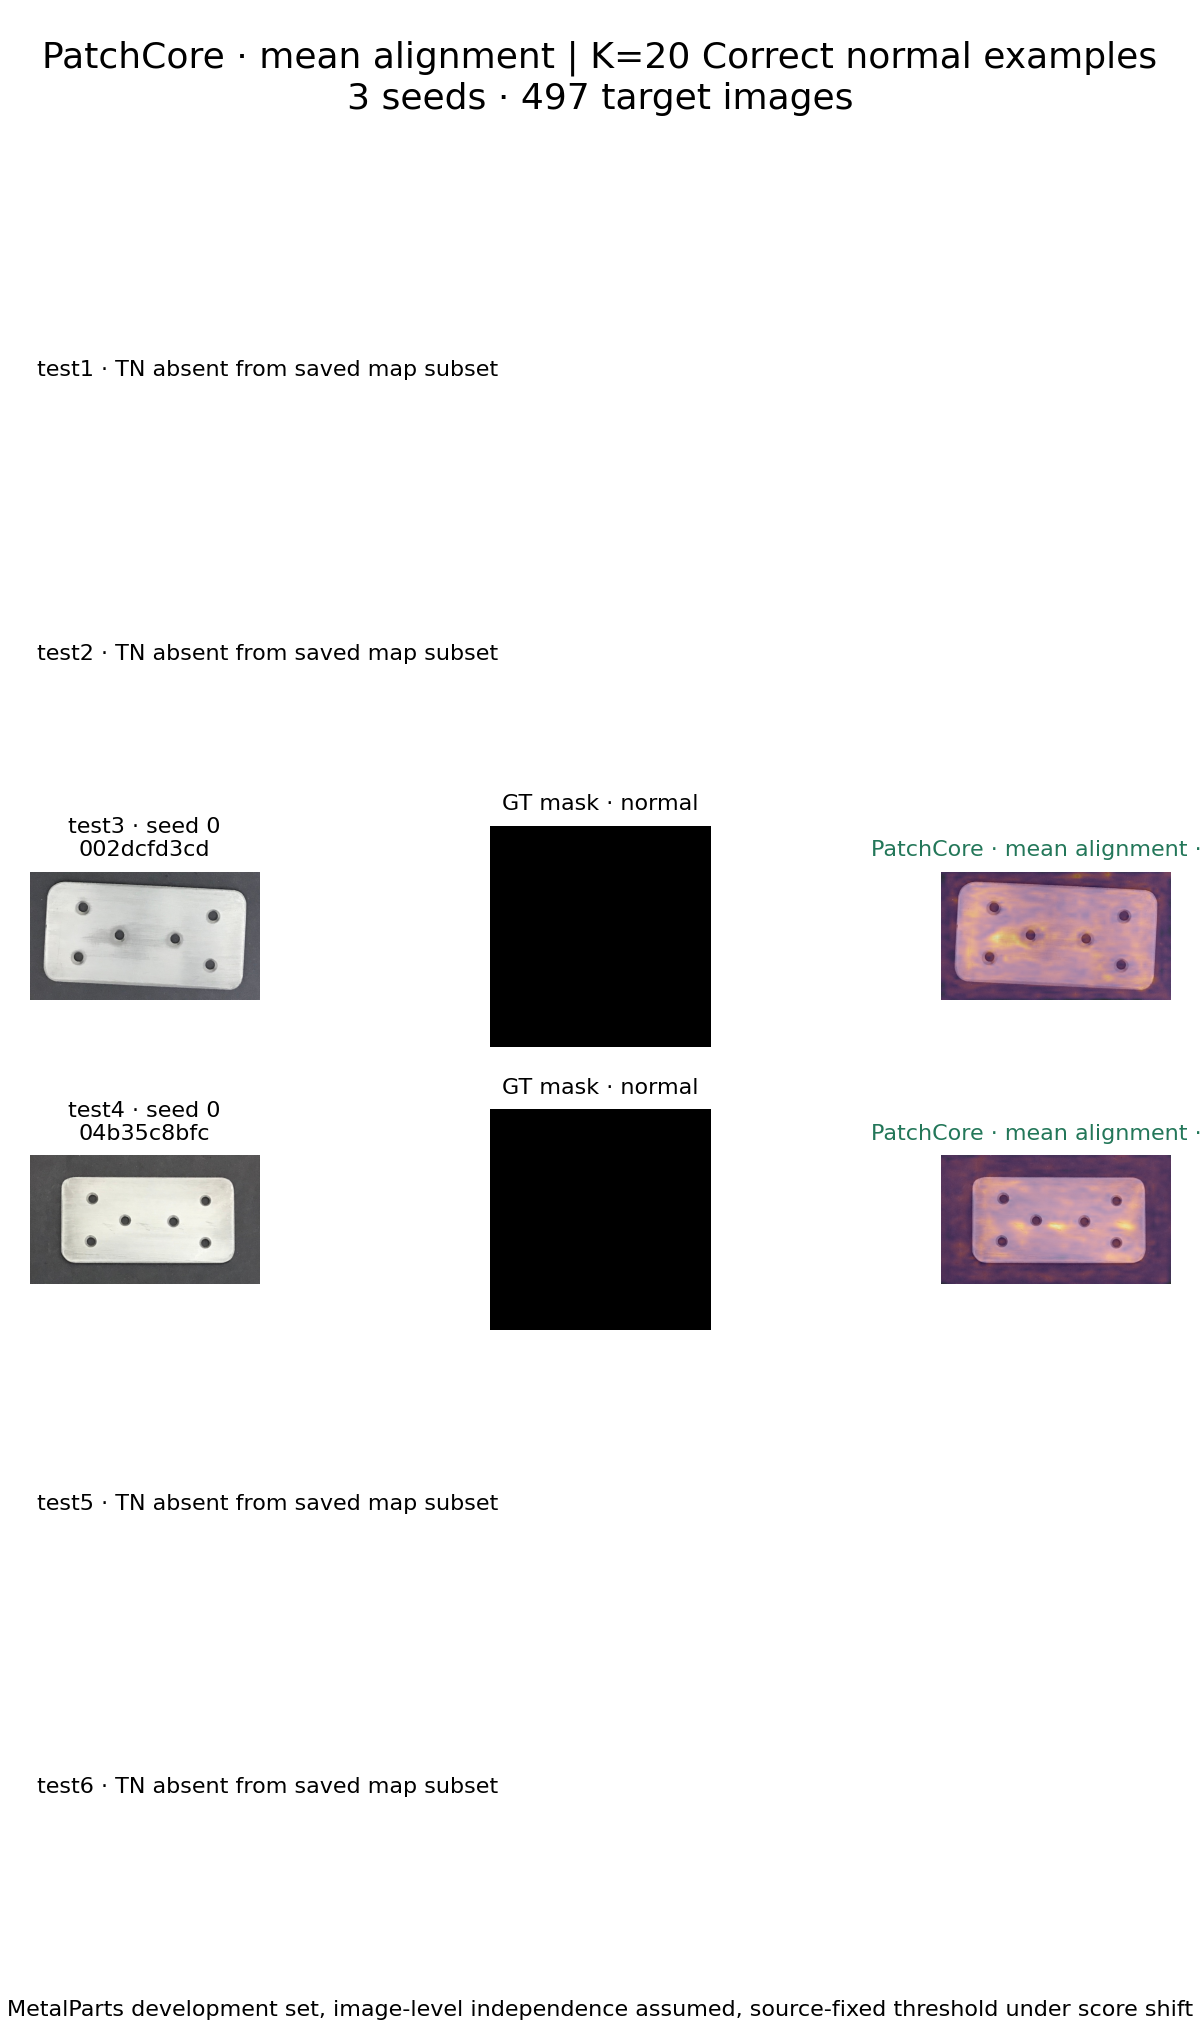 PatchCore · mean alignment | K=20 Correct normal examples
3 seeds · 497 target images
test1 · TN absent from saved map subset
test2 · TN absent from saved map subset
test3 · seed 0
002dcfd3cd
GT mask · normal
PatchCore · mean alignment ·
test4 · seed 0
04b35c8bfc
GT mask · normal
PatchCore · mean alignment ·
test5 · TN absent from saved map subset
test6 · TN absent from saved map subset
MetalParts development set, image-level independence assumed, source-fixed threshold under score shift